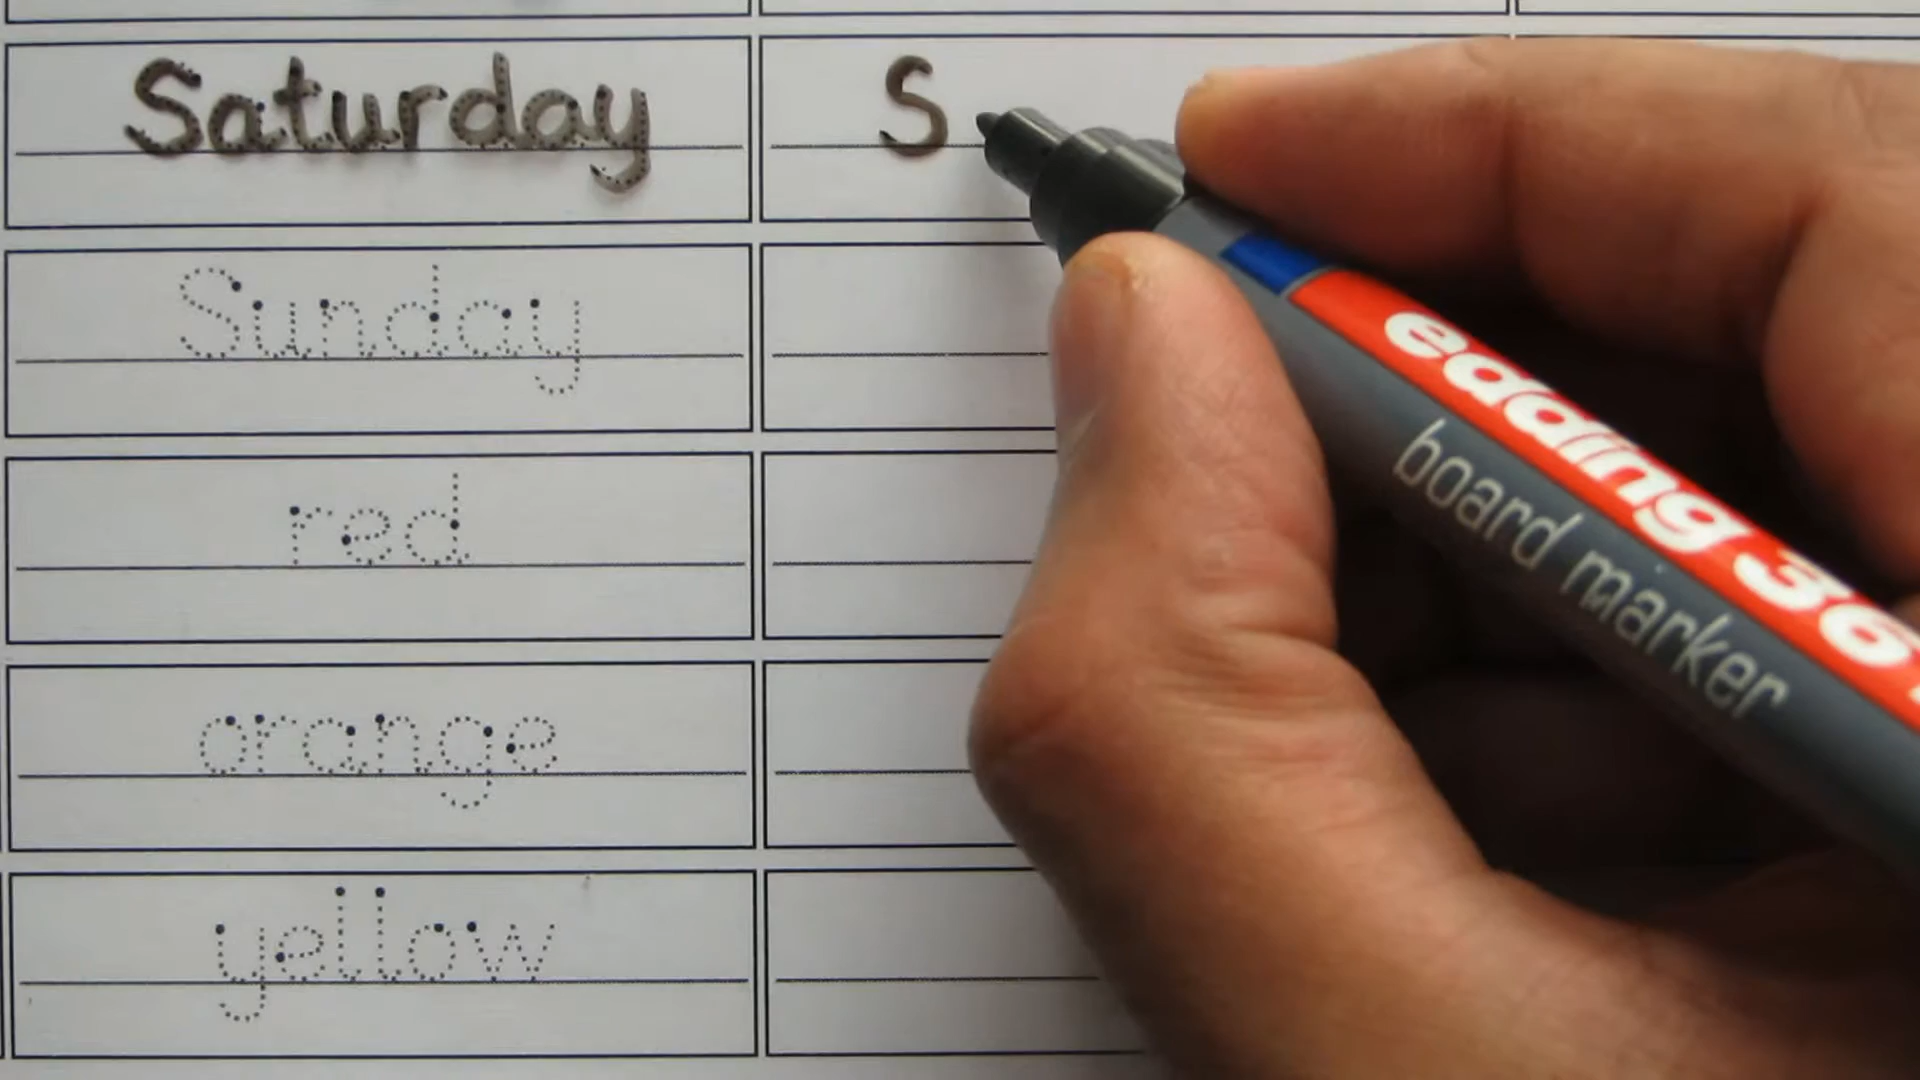 Saturday S
Sunday
red
orange
yellow
edding 36
board marker